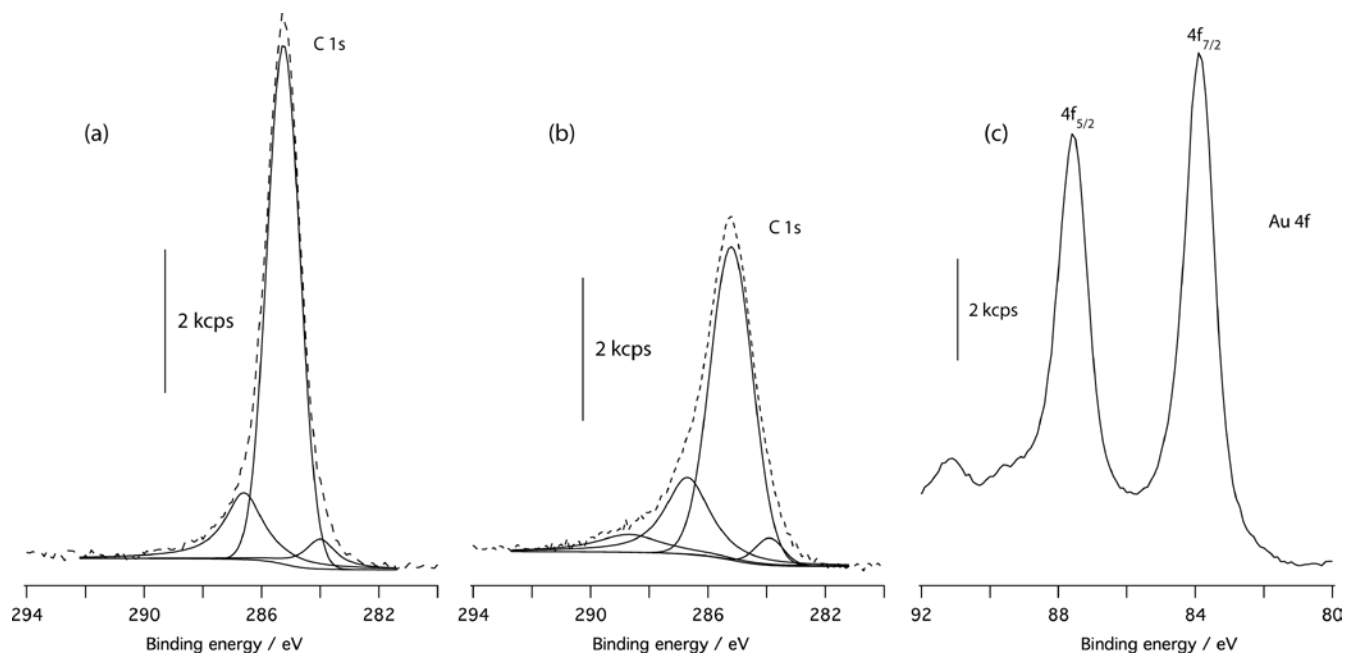 (a)
C 1s
2 kcps
294 290 286 282
Binding energy / eV
(b)
C 1s
2 kcps
294 290 286 282
Binding energy / eV
(c)
4f5/2
4f7/2
Au 4f
2 kcps
92 88 84 80
Binding energy / eV